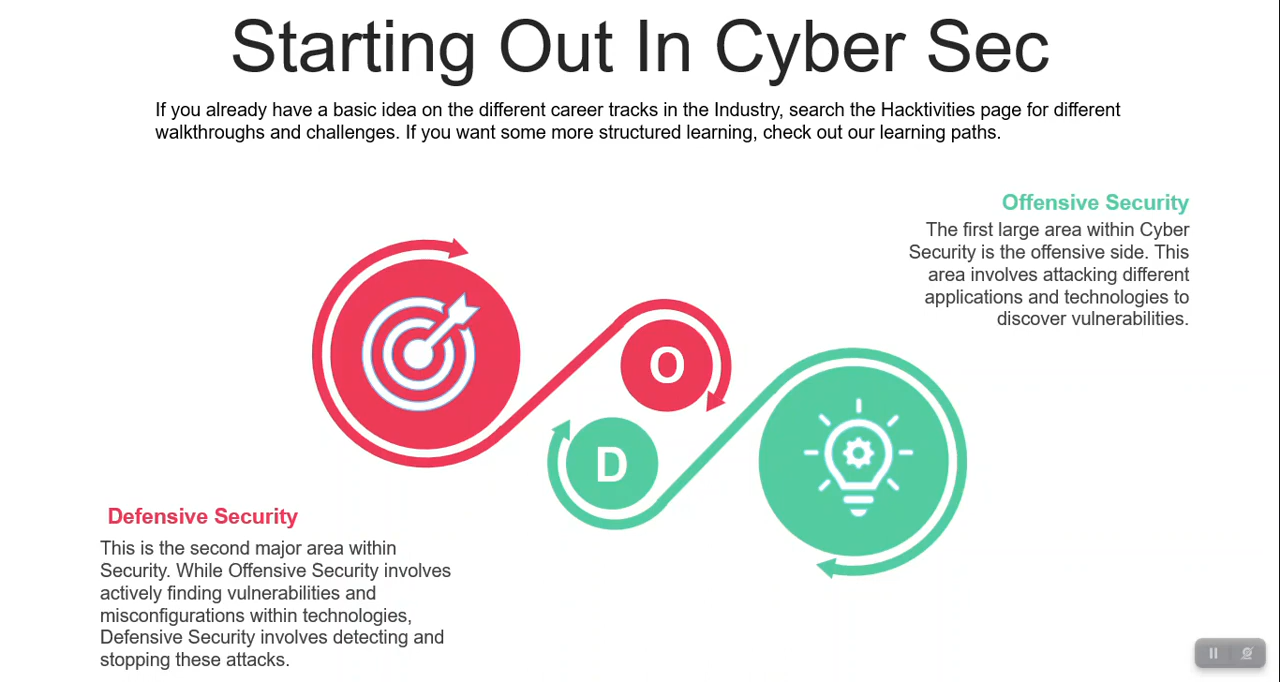 Starting Out In Cyber Sec
If you already have a basic idea on the different career tracks in the Industry, search the Hacktivities page for different
walkthroughs and challenges. If you want some more structured learning, check out our learning paths.
Offensive Security
The first large area within Cyber
Security is the offensive side. This
area involves attacking different
applications and technologies to
discover vulnerabilities.
O
D
Defensive Security
This is the second major area within
Security. While Offensive Security involves
actively finding vulnerabilities and
misconfigurations within technologies,
Defensive Security involves detecting and
stopping these attacks.